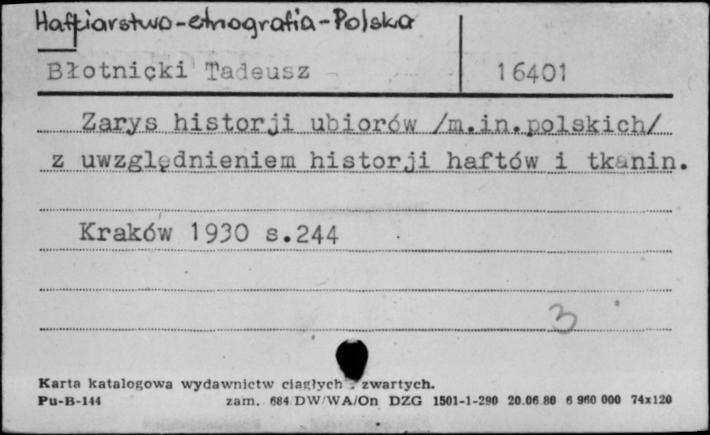 Hafciarstwo-etnografia-Polska
Błotnicki Tadeusz 16401
Zarys historji ubiorów /m.in.polskich/
z uwzględnieniem historji haftów i tkanin.
Kraków 1930 s.244
3
Karta katalogowa wydawnictw ciągłych i zwartych.
Pu-B-144 zam. 684 DW/WA/On DZG 1501-1-290 20.06.80 6 960 000 74x120